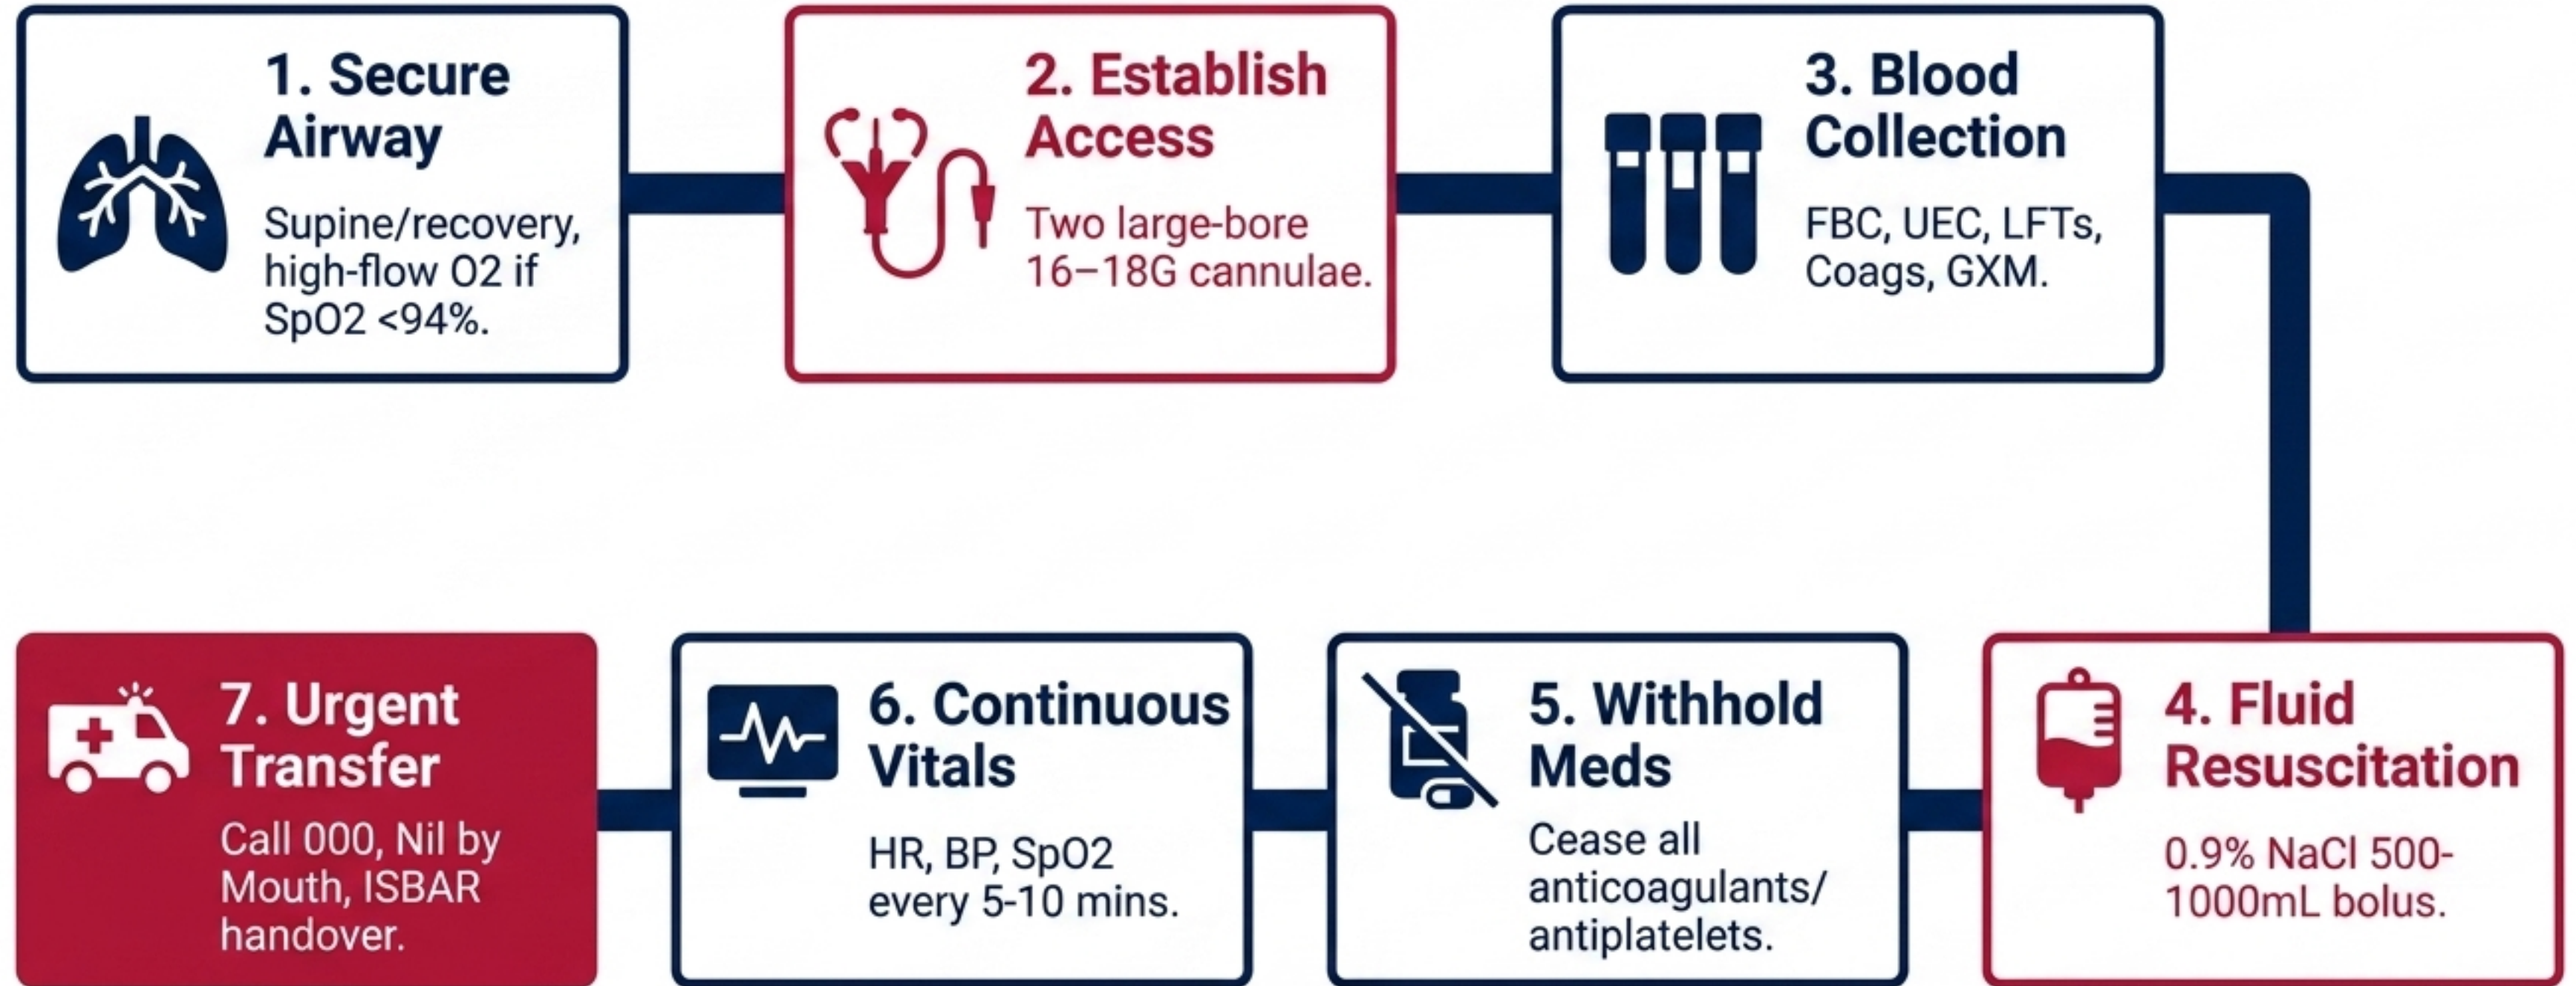 1. Secure
Airway
Supine/recovery,
high-flow O2 if
SpO2 <94%.
2. Establish
Access
Two large-bore
16–18G cannulae.
3. Blood
Collection
FBC, UEC, LFTs,
Coags, GXM.
4. Fluid
Resuscitation
0.9% NaCl 500-
1000mL bolus.
5. Withhold
Meds
Cease all
anticoagulants/
antiplatelets.
6. Continuous
Vitals
HR, BP, SpO2
every 5-10 mins.
7. Urgent
Transfer
Call 000, Nil by
Mouth, ISBAR
handover.